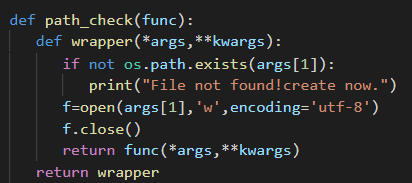 def path_check(func):
    def wrapper(*args,**kwargs):
        if not os.path.exists(args[1]):
            print("File not found!create now.")
        f=open(args[1],'w',encoding='utf-8')
        f.close()
        return func(*args,**kwargs)
    return wrapper